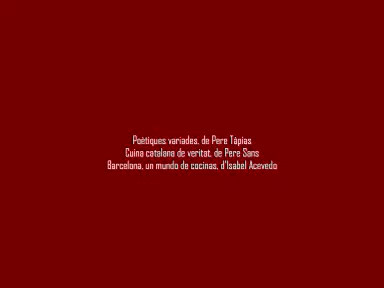 Poètiques variades, de Pere Tàpias
Cuina catalana de veritat, de Pere Sans
Barcelona, un mundo de cocinas, d'Isabel Acevedo